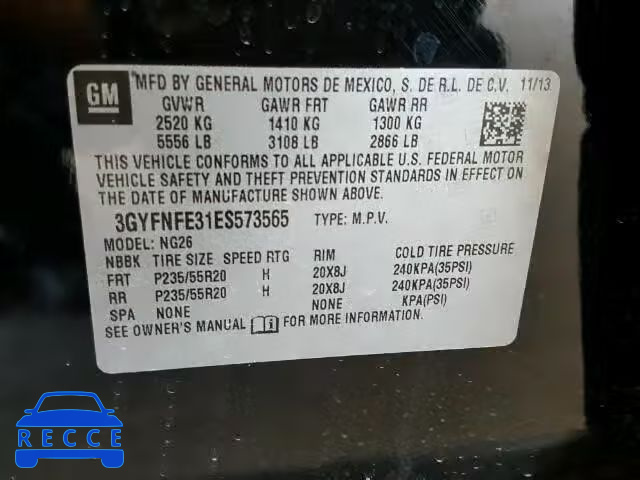 GM
MFD BY GENERAL MOTORS DE MEXICO, S. DE R.L. DE C.V. 11/13
GVWR GAWR FRT GAWR RR
2520 KG 1410 KG 1300 KG
5556 LB 3108 LB 2866 LB
THIS VEHICLE CONFORMS TO ALL APPLICABLE U.S. FEDERAL MOTOR
VEHICLE SAFETY AND THEFT PREVENTION STANDARDS IN EFFECT ON
THE DATE OF MANUFACTURE SHOWN ABOVE.
3GYFNFE31ES573565 TYPE: M.P.V.
MODEL: NG26
NBBK TIRE SIZE SPEED RTG RIM COLD TIRE PRESSURE
FRT P235/55R20 H 20X8J 240KPA(35PSI)
RR P235/55R20 H 20X8J 240KPA(35PSI)
SPA NONE NONE KPA(PSI)
SEE OWNER'S MANUAL FOR MORE INFORMATION.
BID RECCE